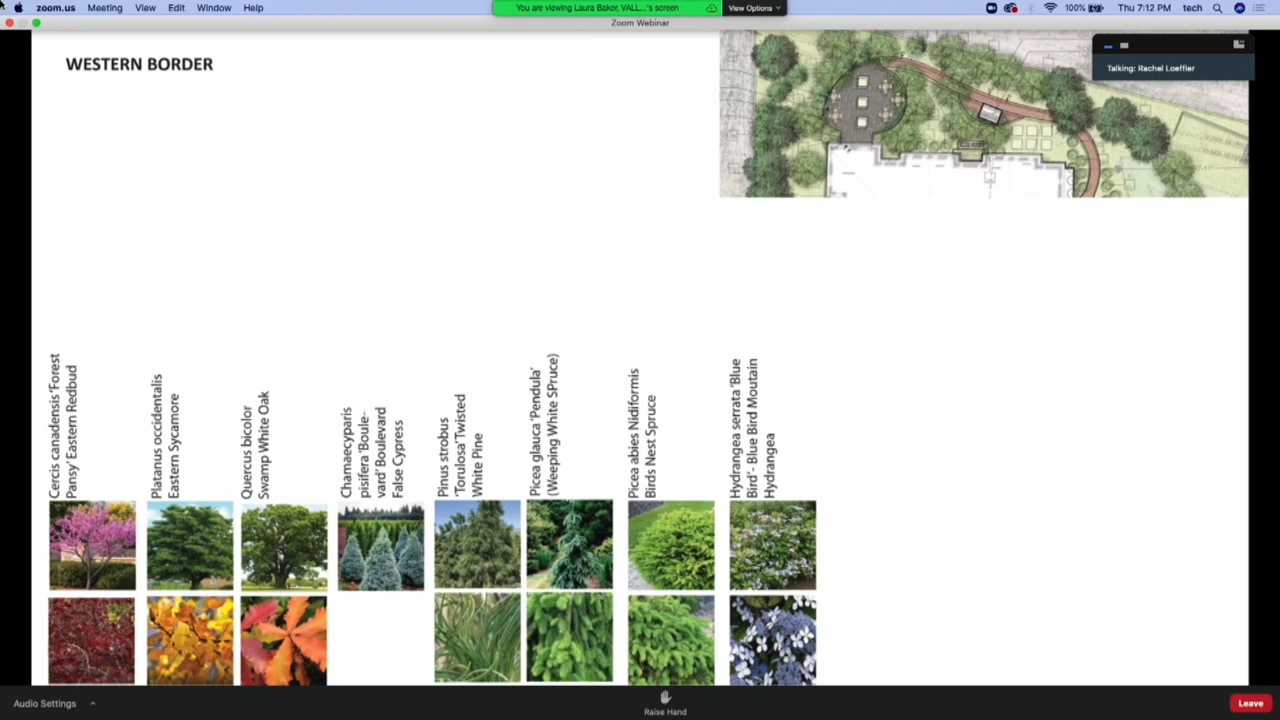 zoom.us Meeting View Edit Window Help
You are viewing Laura Baker, VALL...'s screen
View Options
100%
Thu 7:12 PM tech
Zoom Webinar
Talking: Rachel Loeffler
WESTERN BORDER
Cercis canadensis 'Forest
Pansy' Eastern Redbud
Platanus occidentalis
Eastern Sycamore
Quercus bicolor
Swamp White Oak
Chamaecyparis
pisifera 'Boule-
vard' Boulevard
False Cypress
Pinus strobus
'Torulosa' Twisted
White Pine
Picea glauca 'Pendula'
(Weeping White SPruce)
Picea abies Nidiformis
Birds Nest Spruce
Hydrangea serrata 'Blue
Bird'- Blue Bird Moutain
Hydrangea
Audio Settings
Raise Hand
Leave